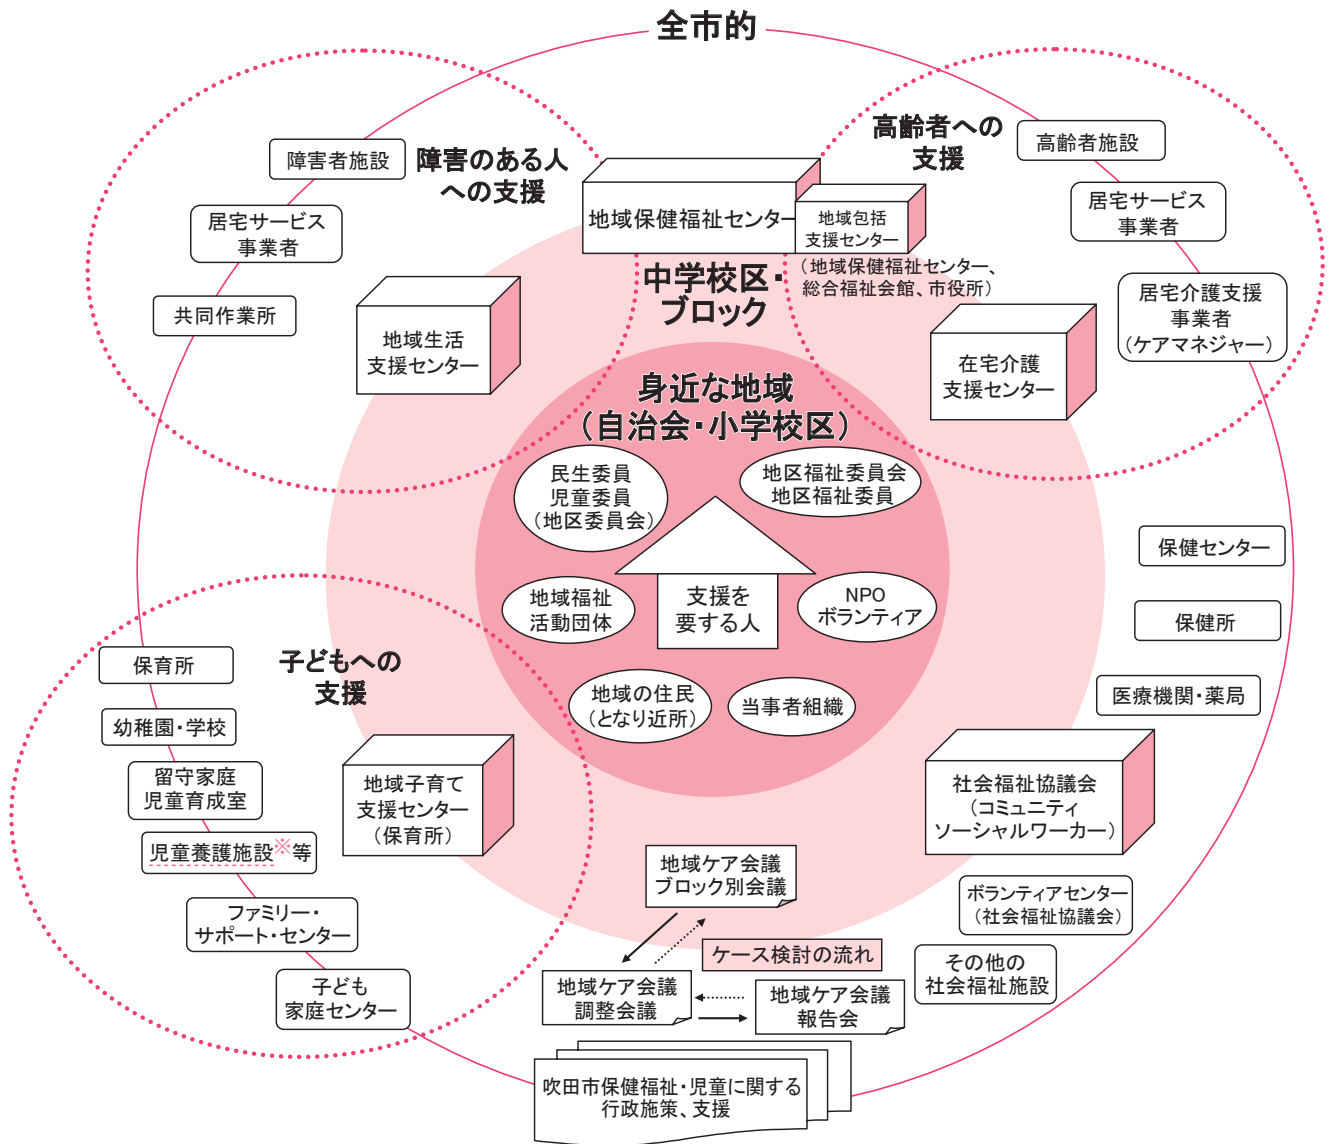 全市的
障害のある人
への支援
障害者施設
居宅サービス
事業者
共同作業所
地域生活
支援センター
地域保健福祉センター
地域包括
支援センター
（地域保健福祉センター、
総合福祉会館、市役所）
高齢者への
支援
高齢者施設
居宅サービス
事業者
居宅介護支援
事業者
（ケアマネジャー）
在宅介護
支援センター
中学校区・
ブロック
身近な地域
（自治会・小学校区）
民生委員
児童委員
（地区委員会）
地区福祉委員会
地区福祉委員
地域福祉
活動団体
支援を
要する人
NPO
ボランティア
地域の住民
（となり近所）
当事者組織
保健センター
保健所
医療機関・薬局
子どもへの
支援
保育所
幼稚園・学校
留守家庭
児童育成室
児童養護施設※等
ファミリー・
サポート・センター
子ども
家庭センター
地域子育て
支援センター
（保育所）
社会福祉協議会
（コミュニティ
ソーシャルワーカー）
ボランティアセンター
（社会福祉協議会）
その他の
社会福祉施設
地域ケア会議
ブロック別会議
ケース検討の流れ
地域ケア会議
調整会議
地域ケア会議
報告会
吹田市保健福祉・児童に関する
行政施策、支援